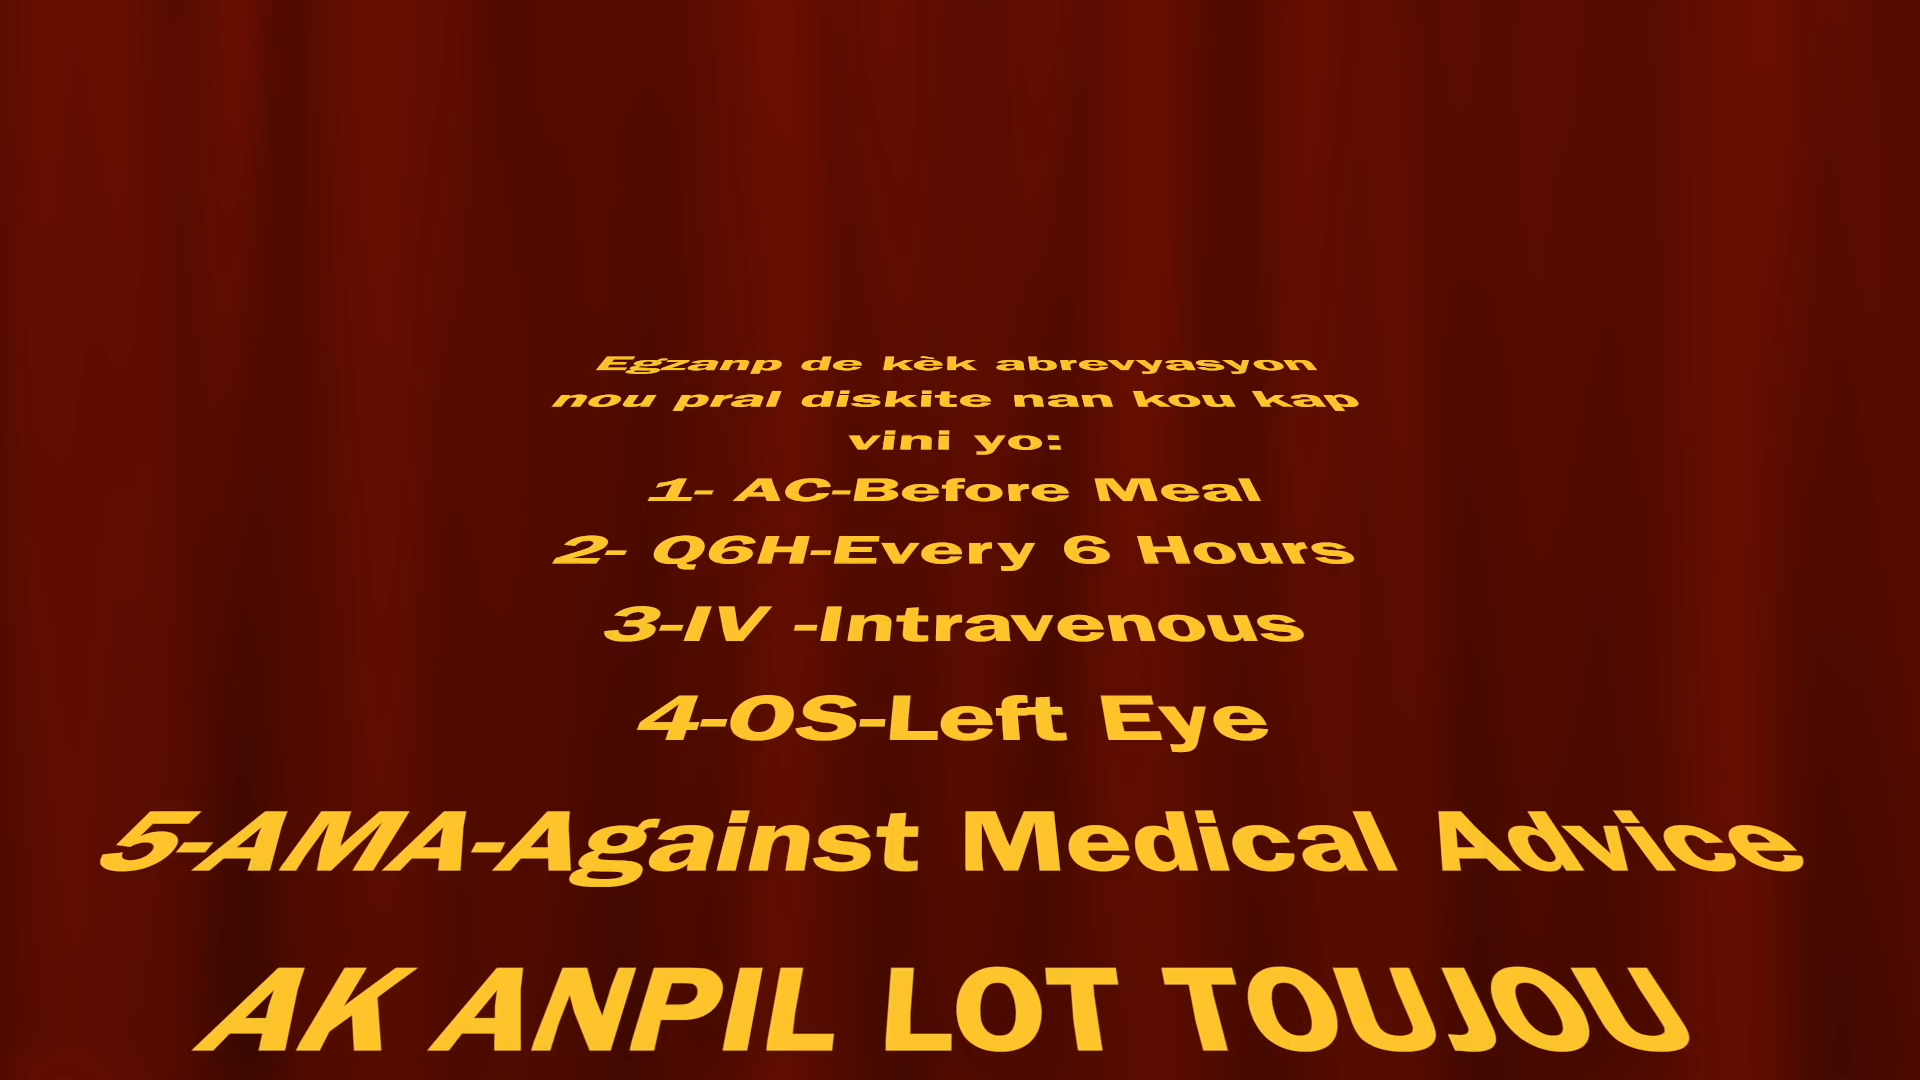 Egzanp de kèk abrevyasyon
nou pral diskite nan kou kap
vini yo:
1- AC-Before Meal
2- Q6H-Every 6 Hours
3-IV -Intravenous
4-OS-Left Eye
5-AMA-Against Medical Advice
AK ANPIL LOT TOUJOU